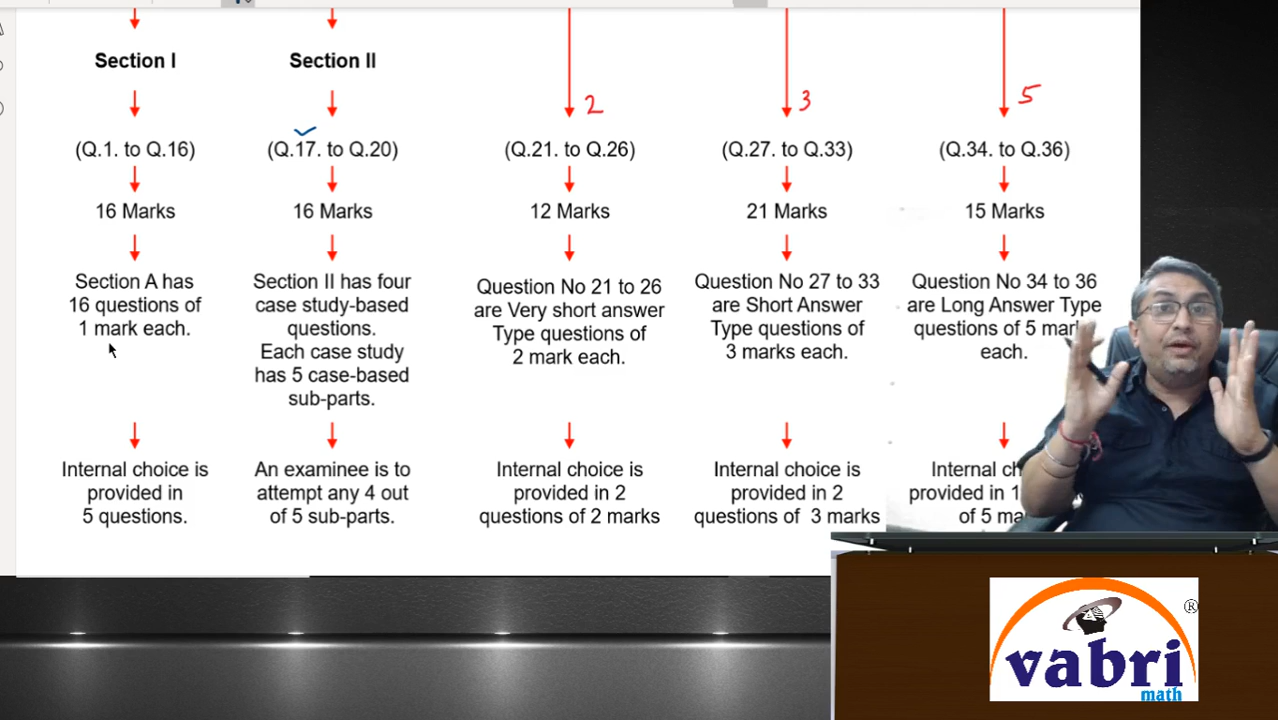 Section I
Section II
2
3
5
(Q.1. to Q.16)
(Q.17. to Q.20)
(Q.21. to Q.26)
(Q.27. to Q.33)
(Q.34. to Q.36)
16 Marks
16 Marks
12 Marks
21 Marks
15 Marks
Section A has
16 questions of
1 mark each.
Section II has four
case study-based
questions.
Each case study
has 5 case-based
sub-parts.
Question No 21 to 26
are Very short answer
Type questions of
2 mark each.
Question No 27 to 33
are Short Answer
Type questions of
3 marks each.
Question No 34 to 36
are Long Answer Type
questions of 5
each.
Internal choice is
provided in
5 questions.
An examinee is to
attempt any 4 out
of 5 sub-parts.
Internal choice is
provided in 2
questions of 2 marks
Internal choice is
provided in 2
questions of 3 marks
Internal
provided in 1
of 5
®
vabri
math